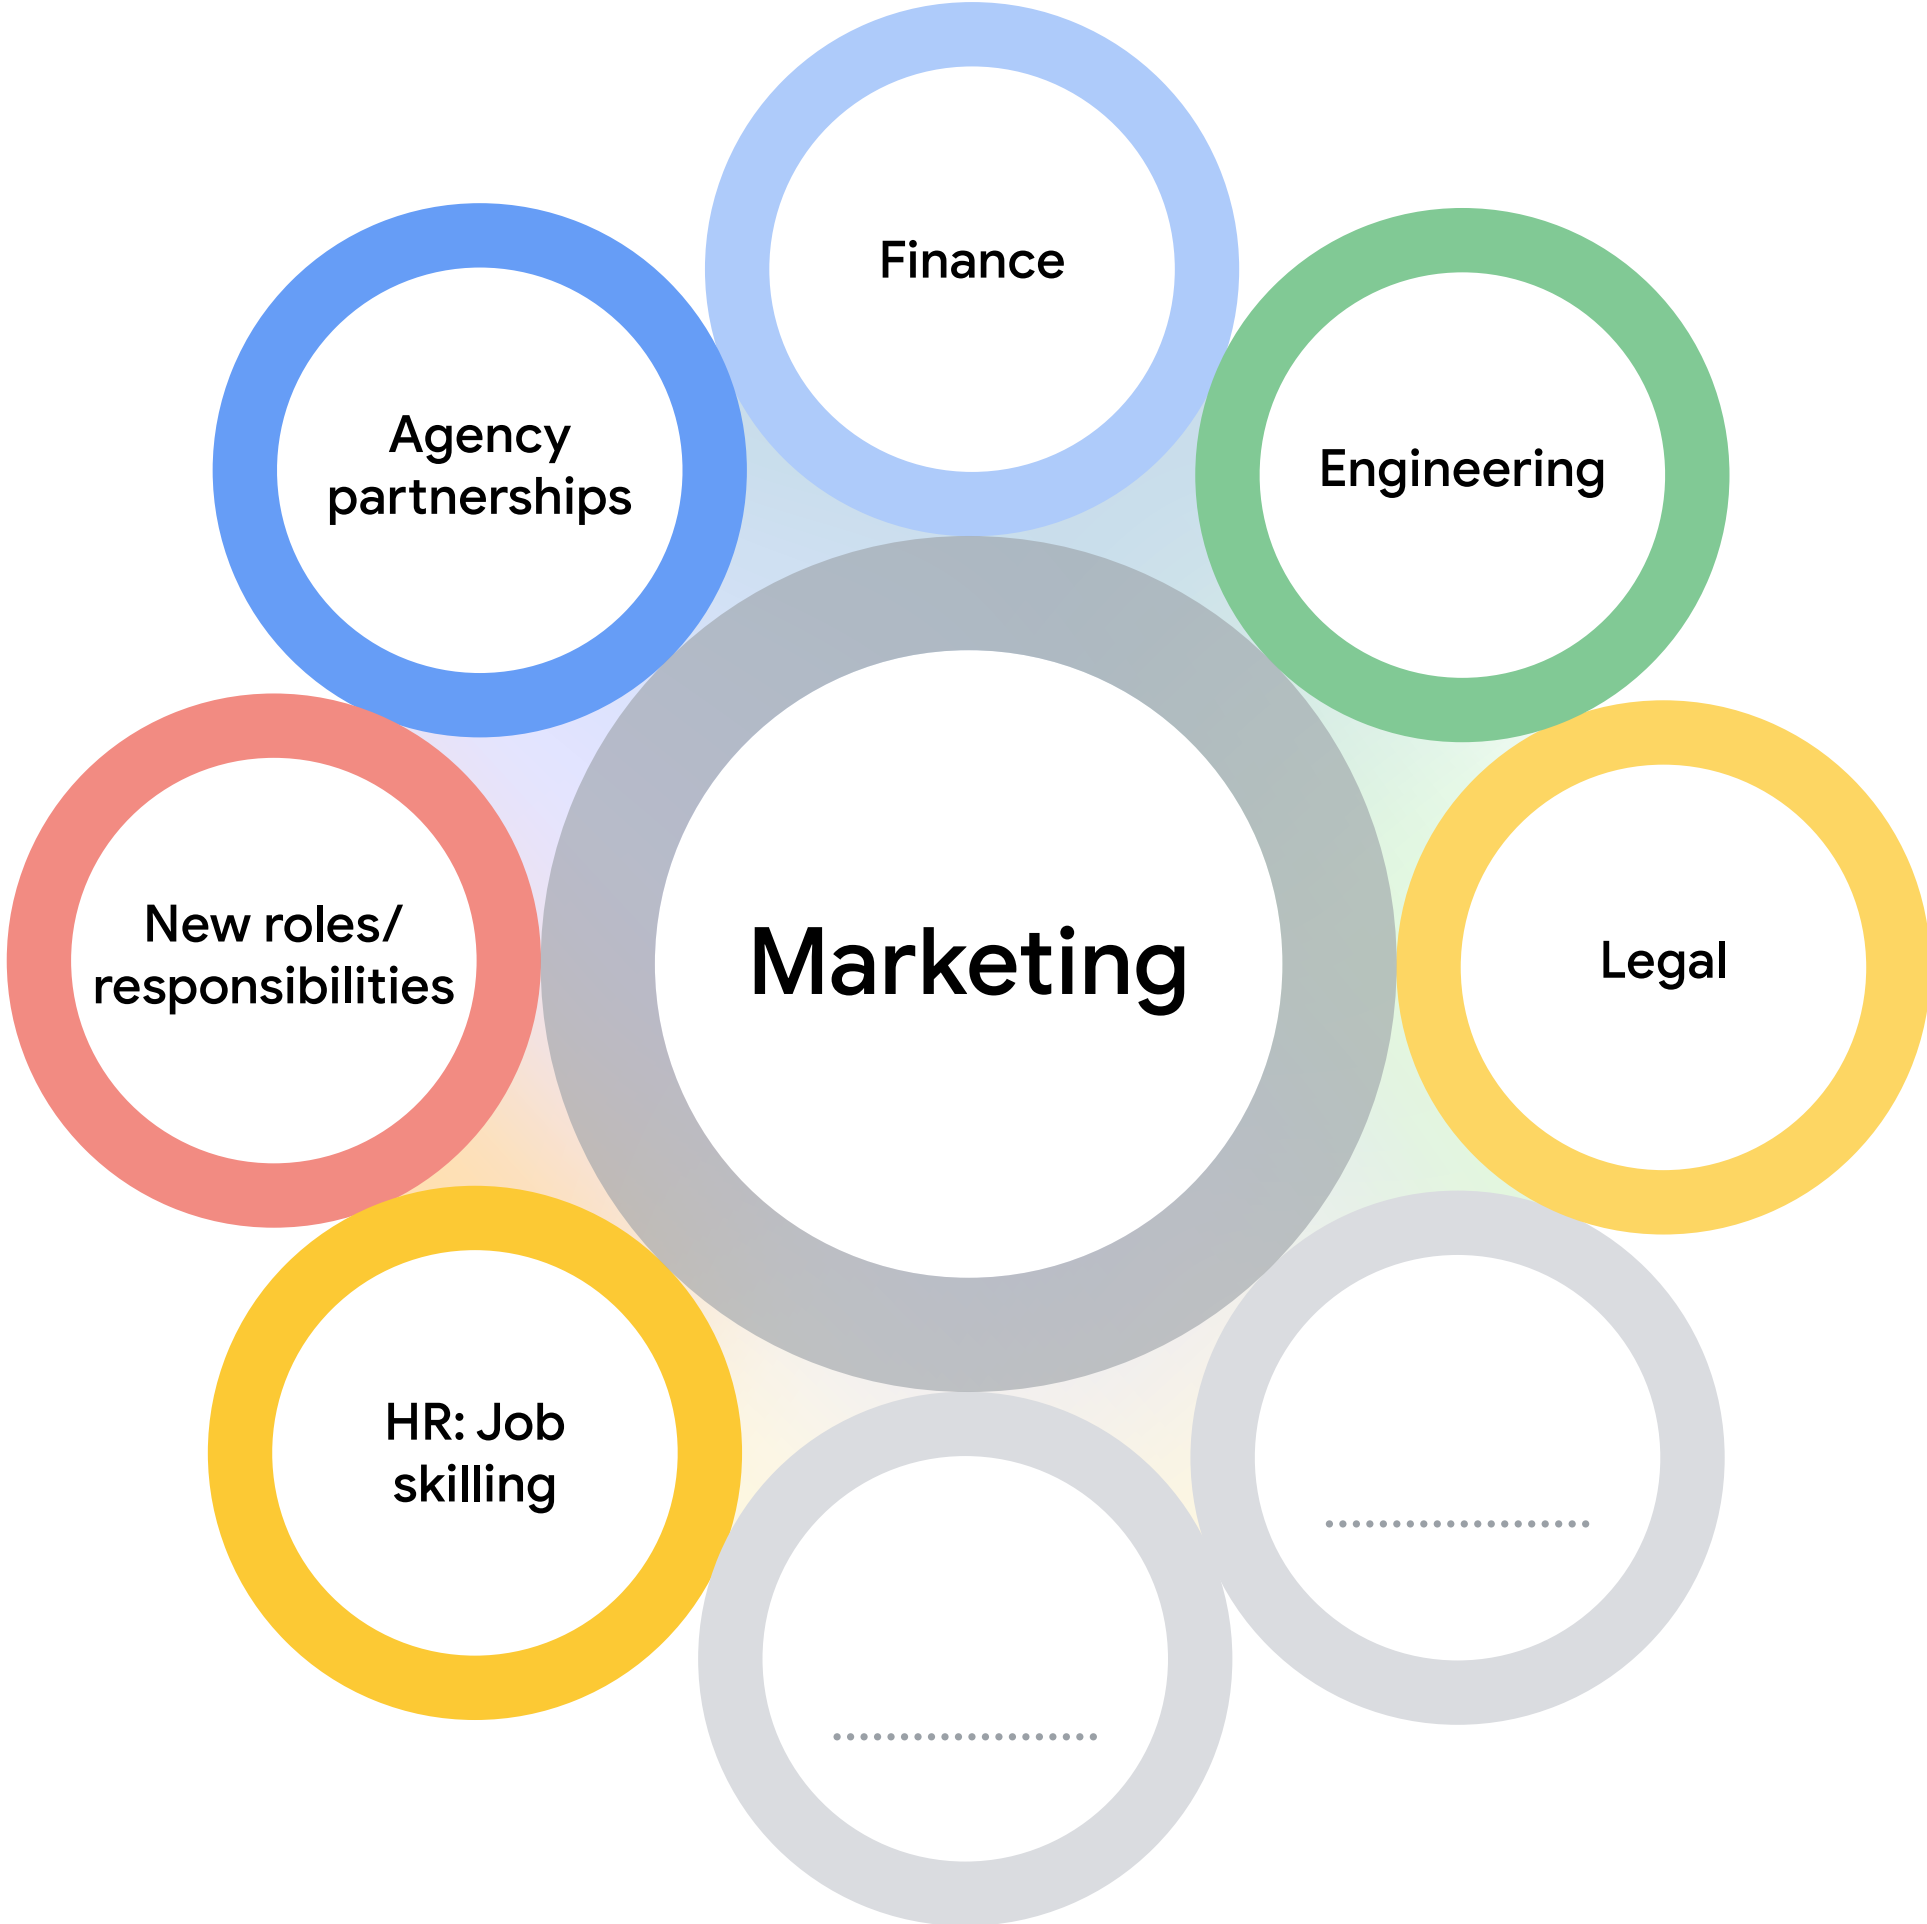 Finance
Agency
partnerships
Engineering
New roles/
responsibilities
Marketing
Legal
HR: Job
skilling